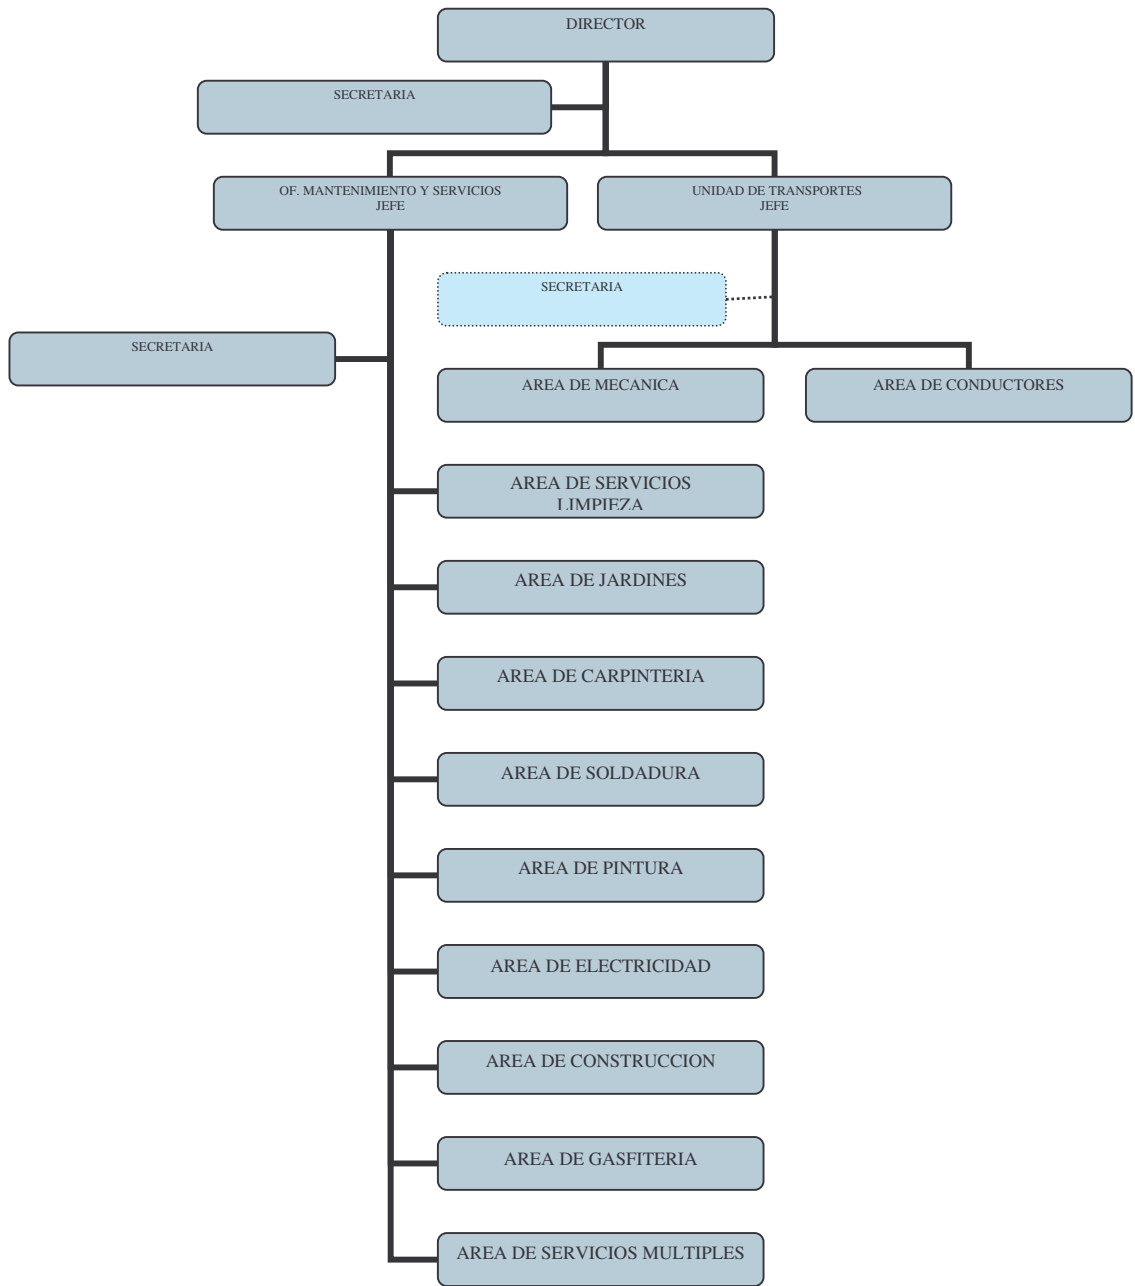 DIRECTOR
SECRETARIA
OF. MANTENIMIENTO Y SERVICIOS
JEFE
UNIDAD DE TRANSPORTES
JEFE
SECRETARIA
SECRETARIA
AREA DE MECANICA
AREA DE CONDUCTORES
AREA DE SERVICIOS
LIMPIEZA
AREA DE JARDINES
AREA DE CARPINTERIA
AREA DE SOLDADURA
AREA DE PINTURA
AREA DE ELECTRICIDAD
AREA DE CONSTRUCCION
AREA DE GASFITERIA
AREA DE SERVICIOS MULTIPLES